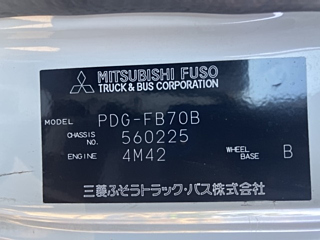 MITSUBISHI FUSO
TRUCK & BUS CORPORATION
MODEL PDG-FB70B
CHASSIS NO. 560225
ENGINE 4M42 WHEEL BASE B
三菱ふそうトラック・バス株式会社